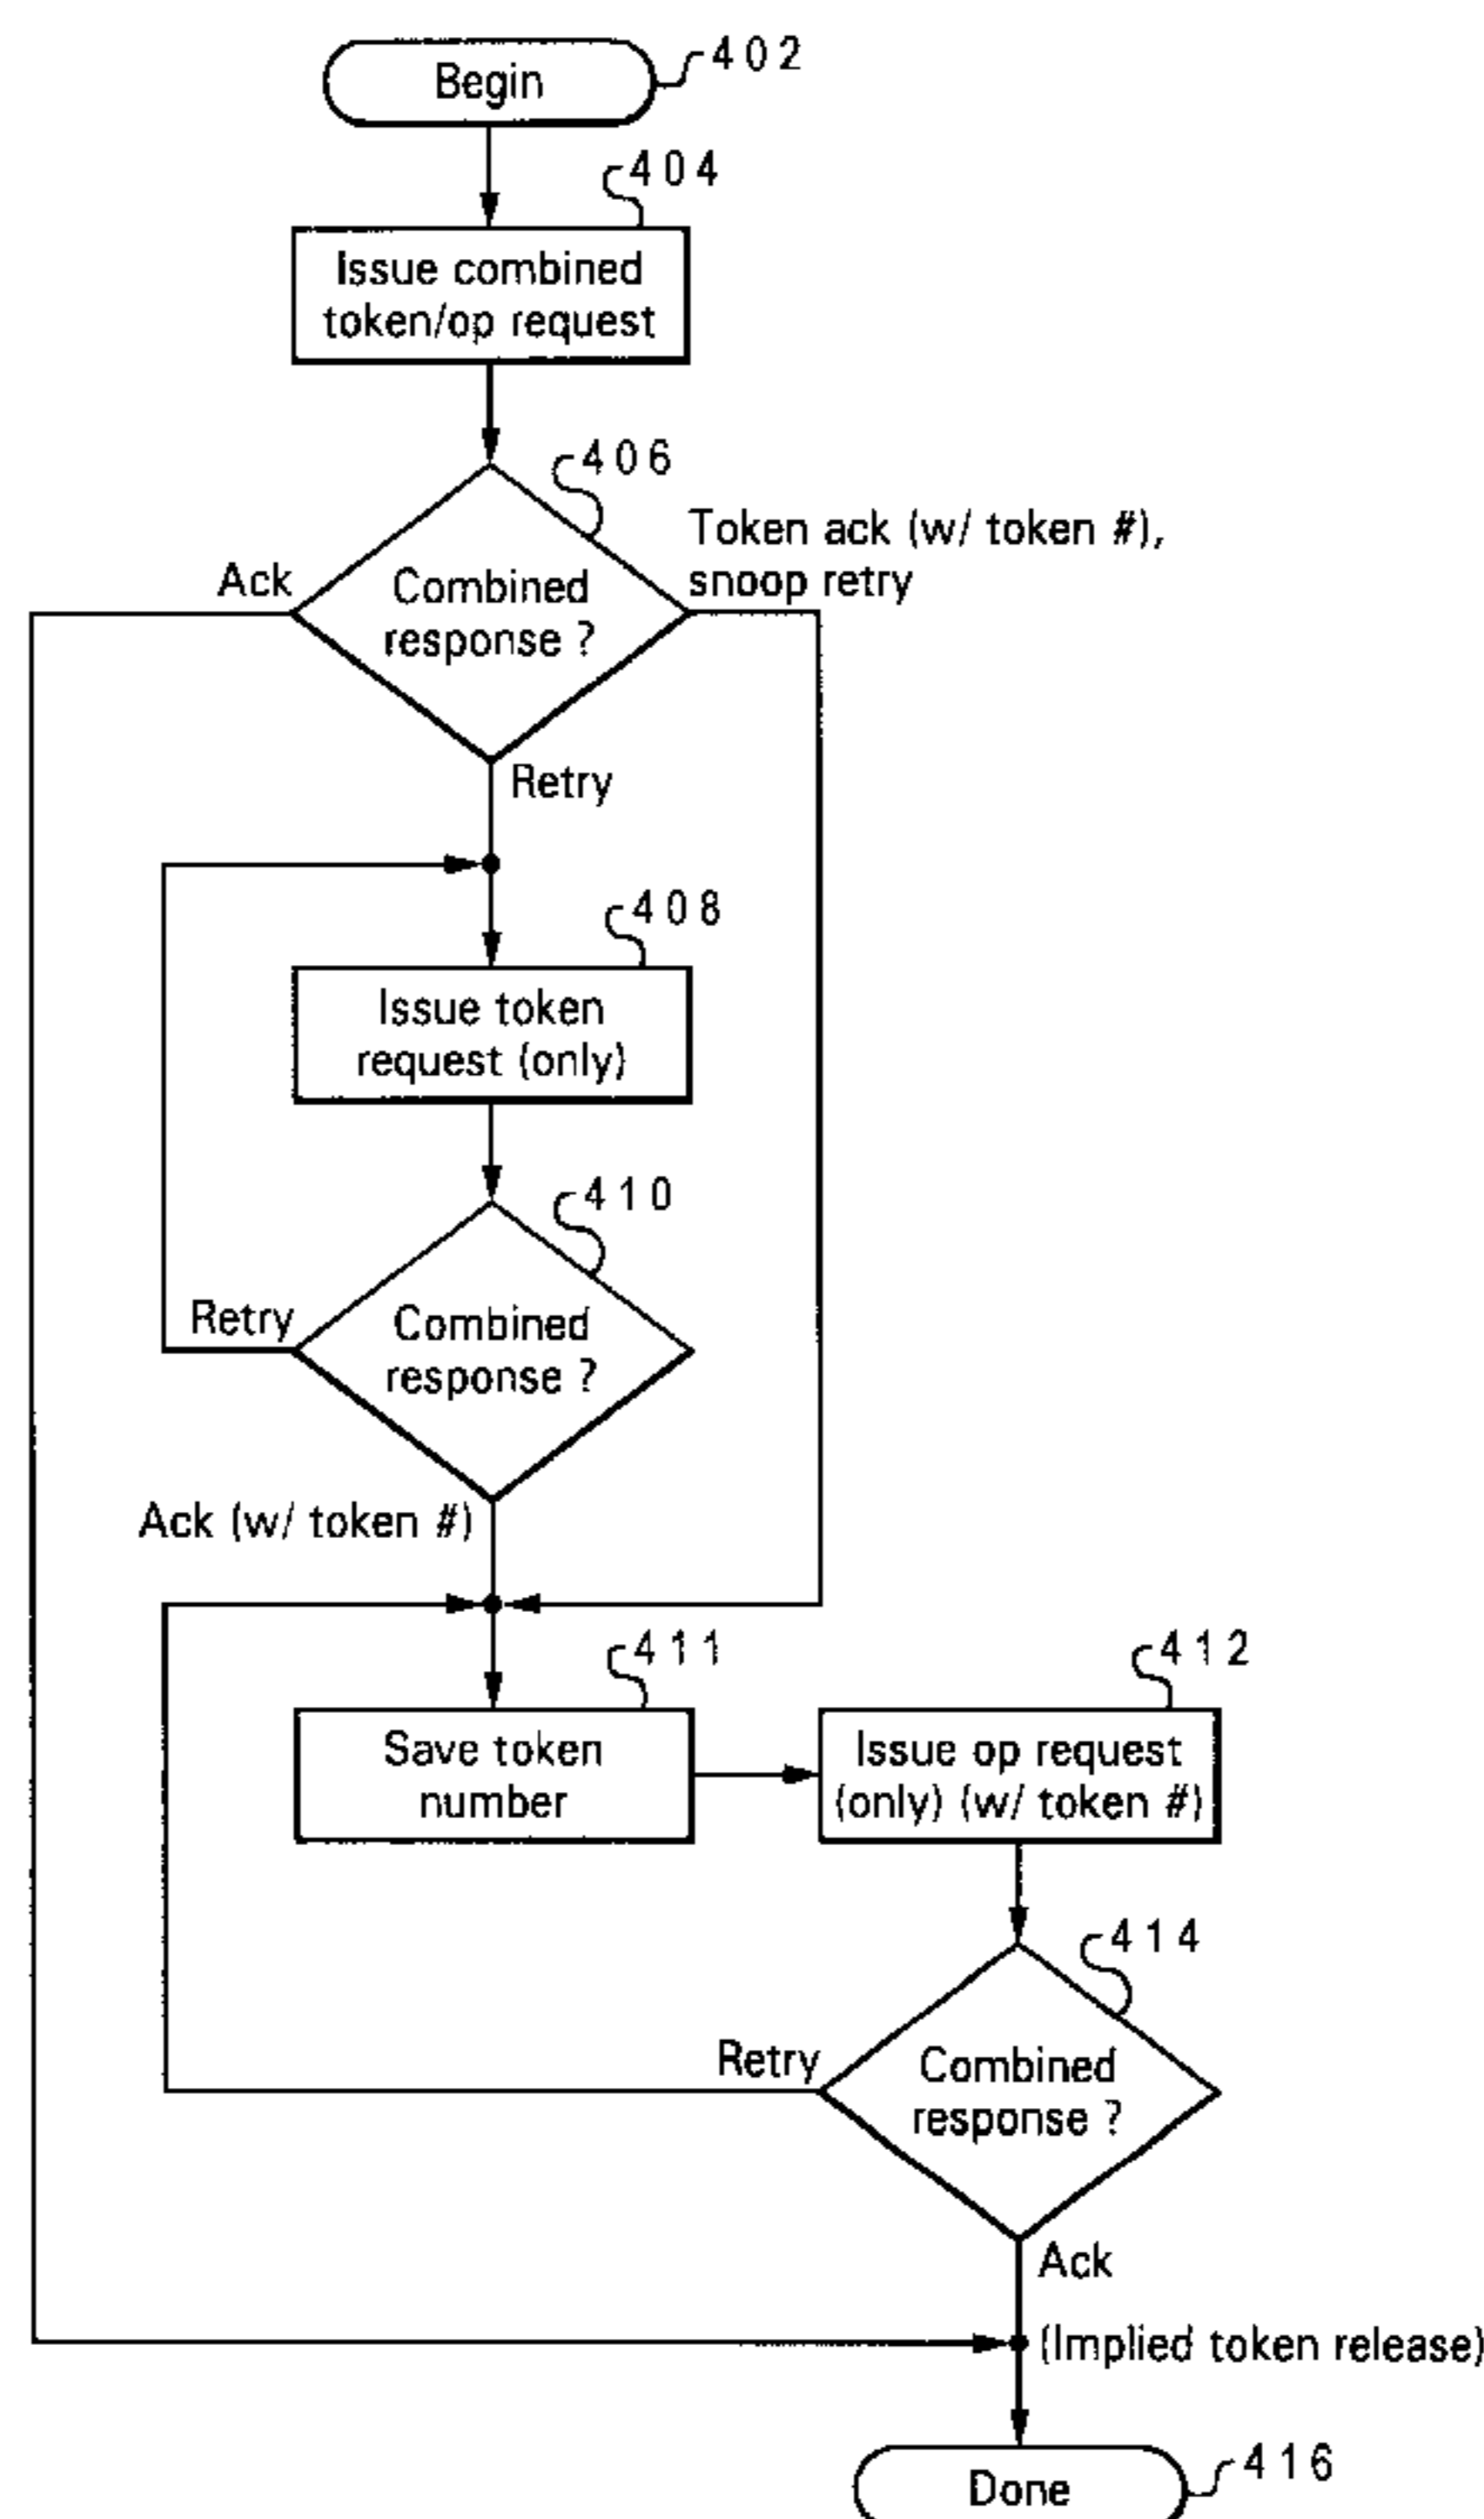 Begin
402
404
Issue combined
token/op request
406
Token ack (w/ token #),
snoop retry
Ack
Combined
response ?
Retry
408
Issue token
request (only)
410
Retry
Combined
response ?
Ack (w/ token #)
411
412
Save token
number
Issue op request
(only) (w/ token #)
414
Retry
Combined
response ?
Ack
(Implied token release)
416
Done